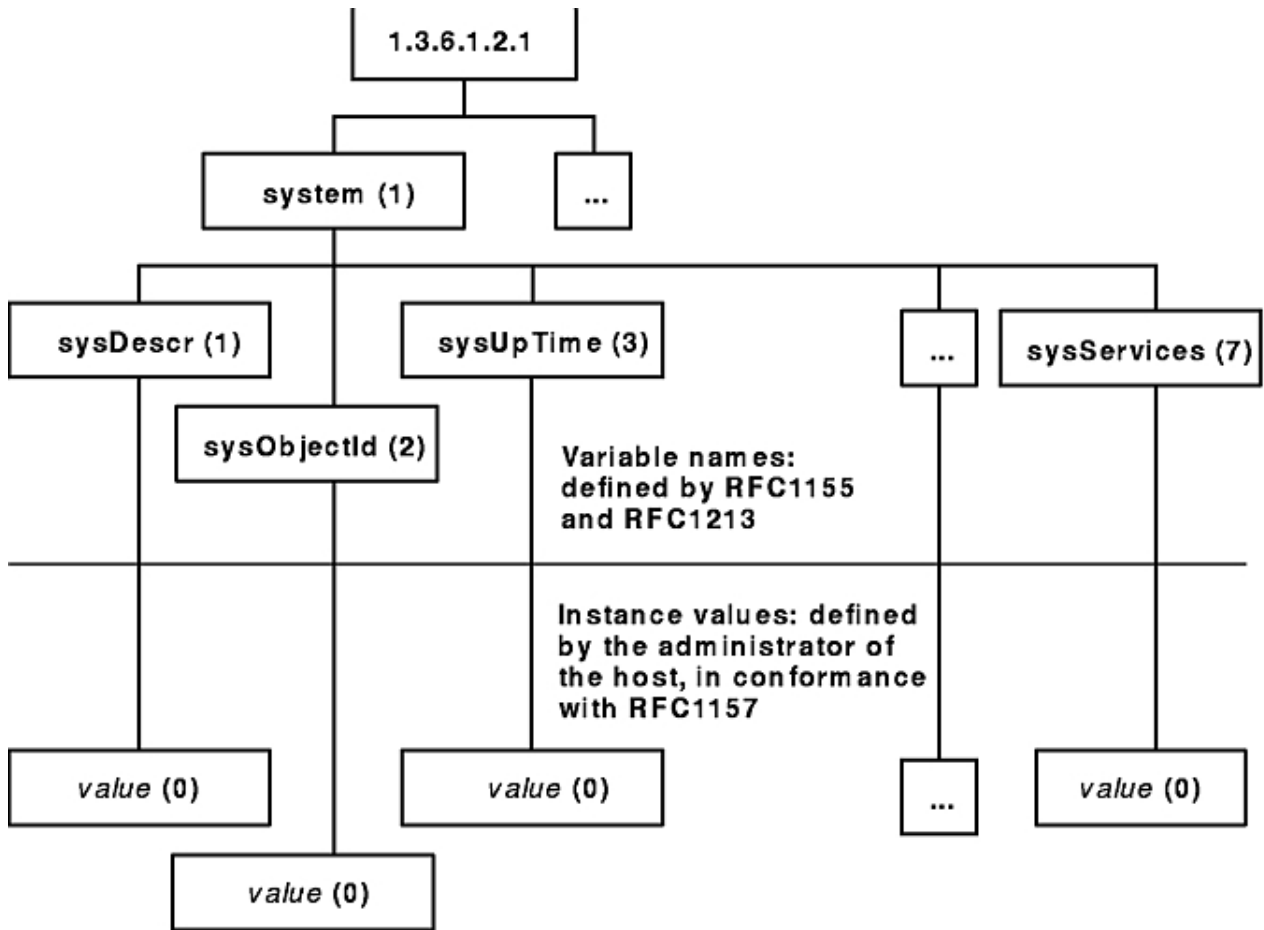 1.3.6.1.2.1
system (1)
...
sysDescr (1)
sysUpTime (3)
...
sysServices (7)
sysObjectId (2)
Variable names:
defined by RFC1155
and RFC1213
Instance values: defined
by the administrator of
the host, in conformance
with RFC1157
value (0)
value (0)
...
value (0)
value (0)